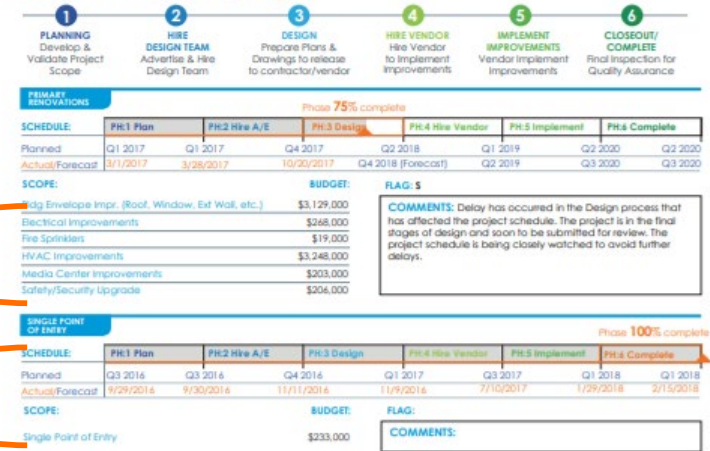 1 2 3 4 5 6
PLANNING HIRE DESIGN TEAM DESIGN HIRE VENDOR IMPLEMENT IMPROVEMENTS CLOSEOUT/ COMPLETE
Develop & Validate Project Scope
Advertise & Hire Design Team
Prepare Plans & Drawings to release to contractor/vendor
Hire Vendor to Implement Improvements
Vendor Implement Improvements
Final Inspection for Quality Assurance
PRIMARY
RENOVATIONS
Phase 75% complete
SCHEDULE: PH:1 Plan PH:2 Hire A/E PH:3 Design PH:4 Hire Vendor PH:5 Implement PH:6 Complete
Planned Q1 2017 Q1 2017 Q4 2017 Q2 2018 Q1 2019 Q2 2020 Q2 2020
Actual/Forecast 3/1/2017 3/28/2017 10/20/2017 Q4 2018 (Forecast) Q2 2019 Q3 2020 Q3 2020
SCOPE: BUDGET: FLAG: S
Bldg Envelope Impr. (Roof, Window, Ext Wall, etc.) $3,129,000
Electrical Improvements $268,000
Fire Sprinklers $19,000
HVAC Improvements $3,248,000
Media Center Improvements $203,000
Safety/Security Upgrade $206,000
COMMENTS: Delay has occurred in the Design process that
has affected the project schedule. The project is in the final
stages of design and soon to be submitted for review. The
project schedule is being closely watched to avoid further
delays.
SINGLE POINT
OF ENTRY
Phase 100% complete
SCHEDULE: PH:1 Plan PH:2 Hire A/E PH:3 Design PH:4 Hire Vendor PH:5 Implement PH:6 Complete
Planned Q3 2016 Q3 2016 Q4 2016 Q1 2017 Q3 2017 Q1 2018 Q1 2018
Actual/Forecast 9/29/2016 9/30/2016 11/11/2016 11/9/2016 7/10/2017 1/29/2018 2/15/2018
SCOPE: BUDGET: FLAG:
Single Point of Entry $233,000
COMMENTS: